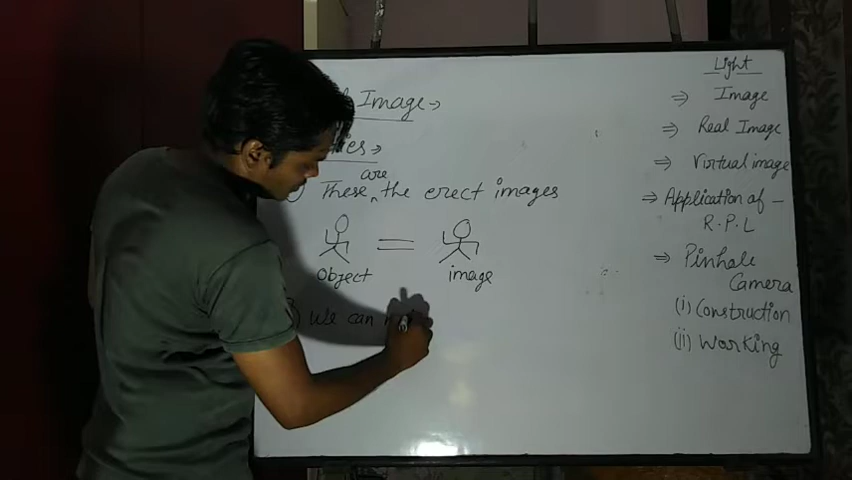 Image →
are
These ‸ the erect images
=
Object image
We can
Light
⇒ Image
⇒ Real Image
⇒ Virtual image
⇒ Application of -
R.P.L
⇒ Pinhole
Camera
(i) Construction
(ii) Working